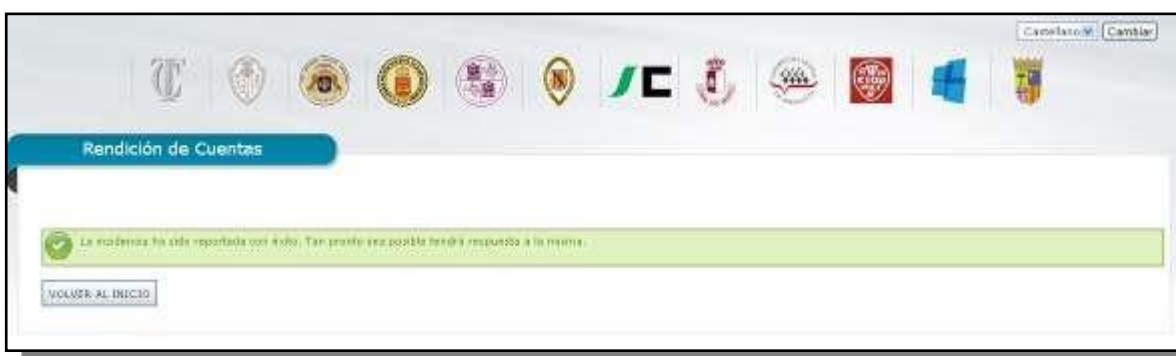 Castellano Cambiar
Rendición de Cuentas
La incidencia ha sido reportada con éxito. Tan pronto sea posible tendrá respuesta a la misma.
VOLVER AL INICIO